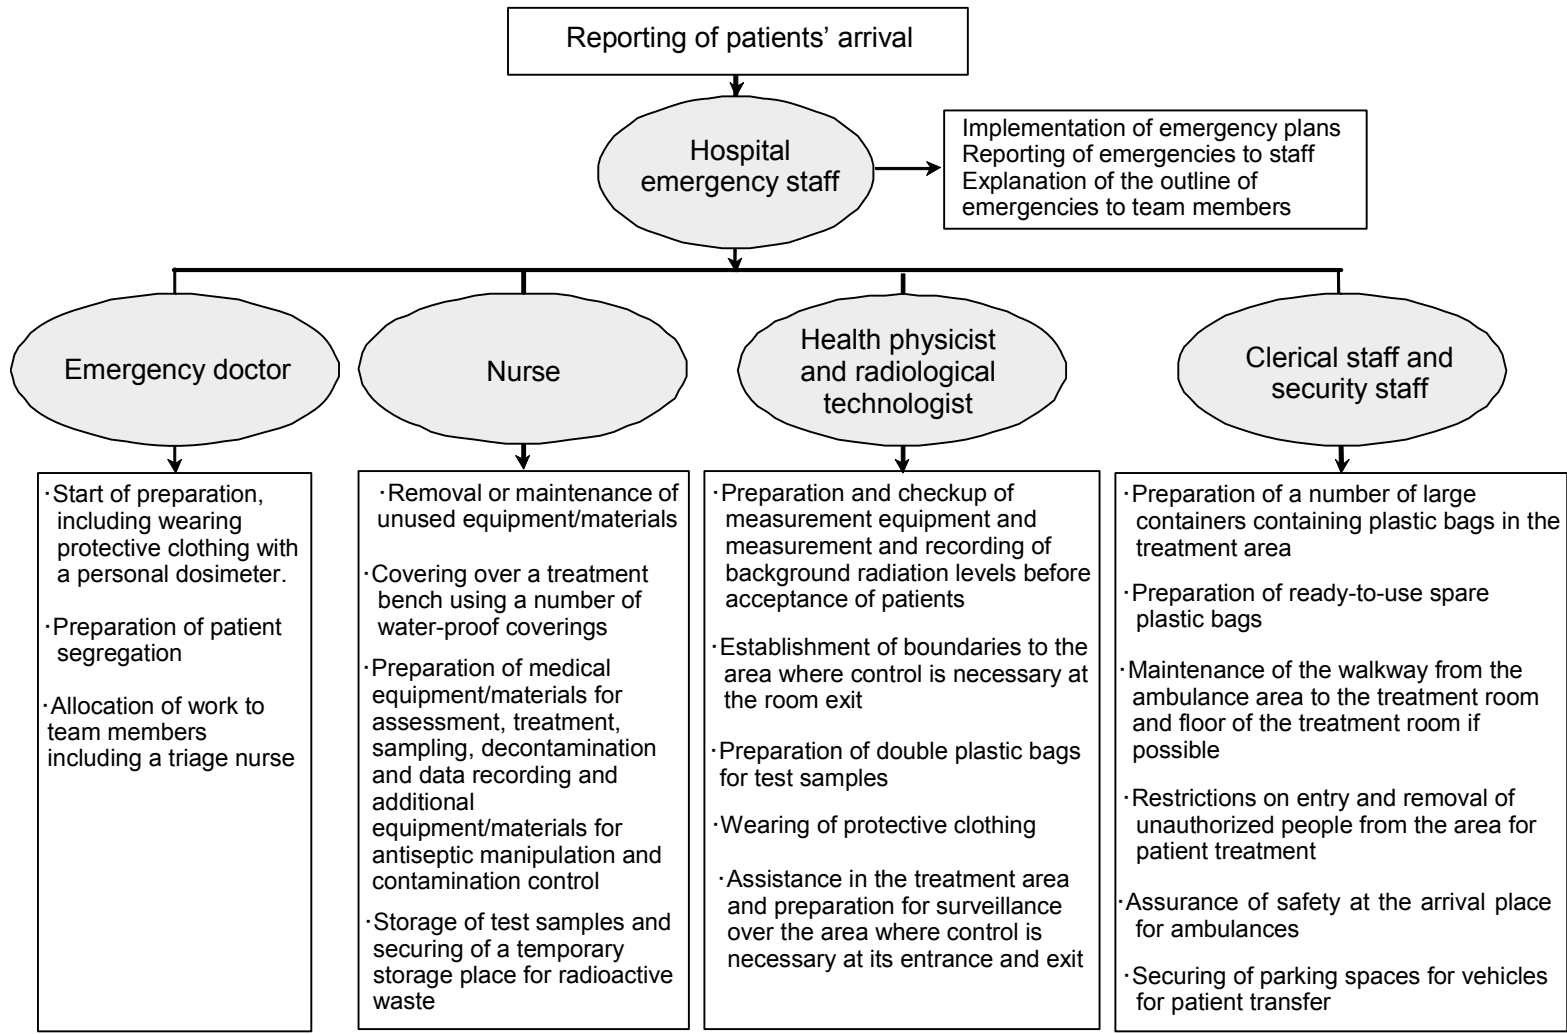 Reporting of patients’ arrival
Hospital
emergency staff
Implementation of emergency plans
Reporting of emergencies to staff
Explanation of the outline of
emergencies to team members
Emergency doctor
Nurse
Health physicist
and radiological
technologist
Clerical staff and
security staff
·Start of preparation,
including wearing
protective clothing with
a personal dosimeter.
·Preparation of patient
segregation
·Allocation of work to
team members
including a triage nurse
·Removal or maintenance of
unused equipment/materials
·Covering over a treatment
bench using a number of
water-proof coverings
·Preparation of medical
equipment/materials for
assessment, treatment,
sampling, decontamination
and data recording and
additional
equipment/materials for
antiseptic manipulation and
contamination control
·Storage of test samples and
securing of a temporary
storage place for radioactive
waste
·Preparation and checkup of
measurement equipment and
measurement and recording of
background radiation levels before
acceptance of patients
·Establishment of boundaries to the
area where control is necessary at
the room exit
·Preparation of double plastic bags
for test samples
·Wearing of protective clothing
·Assistance in the treatment area
and preparation for surveillance
over the area where control is
necessary at its entrance and exit
·Preparation of a number of large
containers containing plastic bags in the
treatment area
·Preparation of ready-to-use spare
plastic bags
·Maintenance of the walkway from the
ambulance area to the treatment room
and floor of the treatment room if
possible
·Restrictions on entry and removal of
unauthorized people from the area for
patient treatment
·Assurance of safety at the arrival place
for ambulances
·Securing of parking spaces for vehicles
for patient transfer